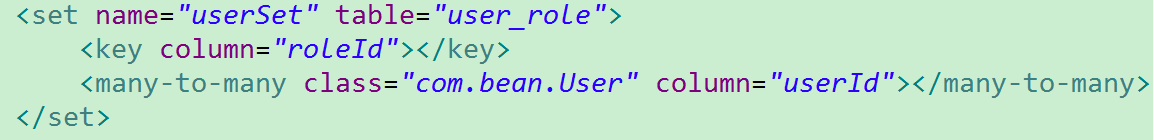 <set name="userSet" table="user_role">
    <key column="roleId"></key>
    <many-to-many class="com.bean.User" column="userId"></many-to-many>
</set>